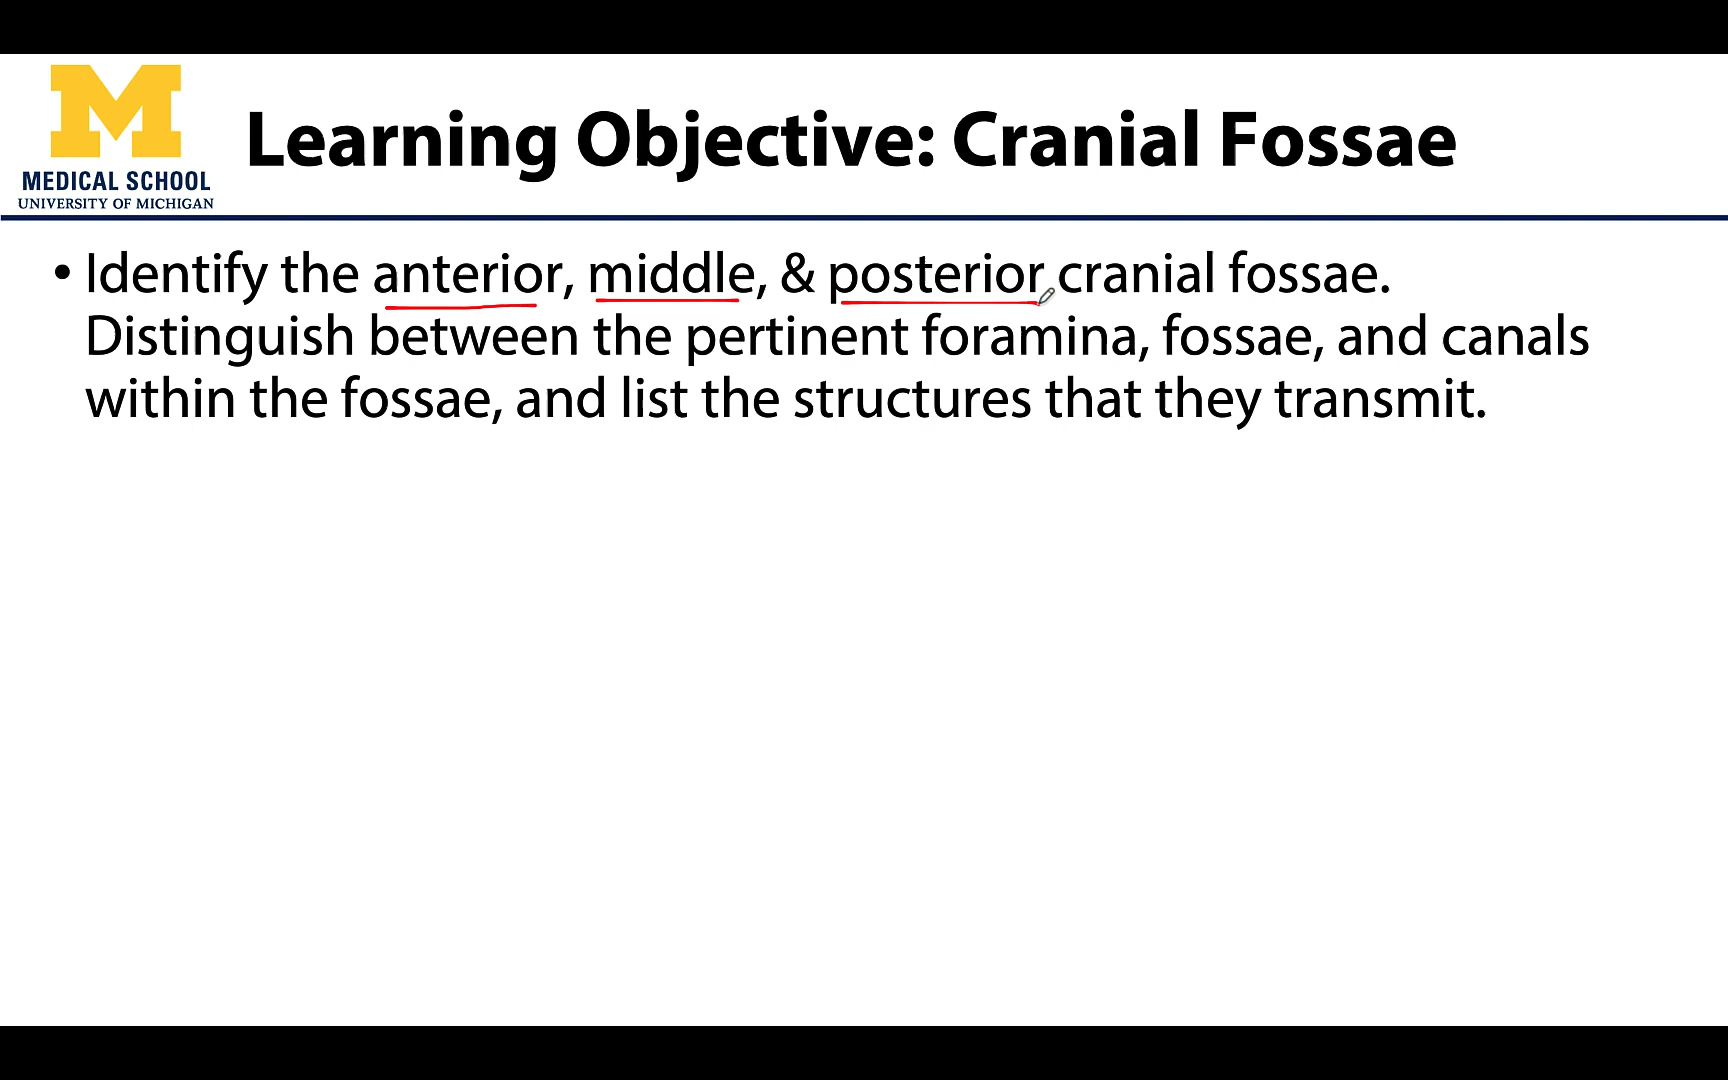 M
MEDICAL SCHOOL
UNIVERSITY OF MICHIGAN
Learning Objective: Cranial Fossae
• Identify the anterior, middle, & posterior cranial fossae.
Distinguish between the pertinent foramina, fossae, and canals
within the fossae, and list the structures that they transmit.